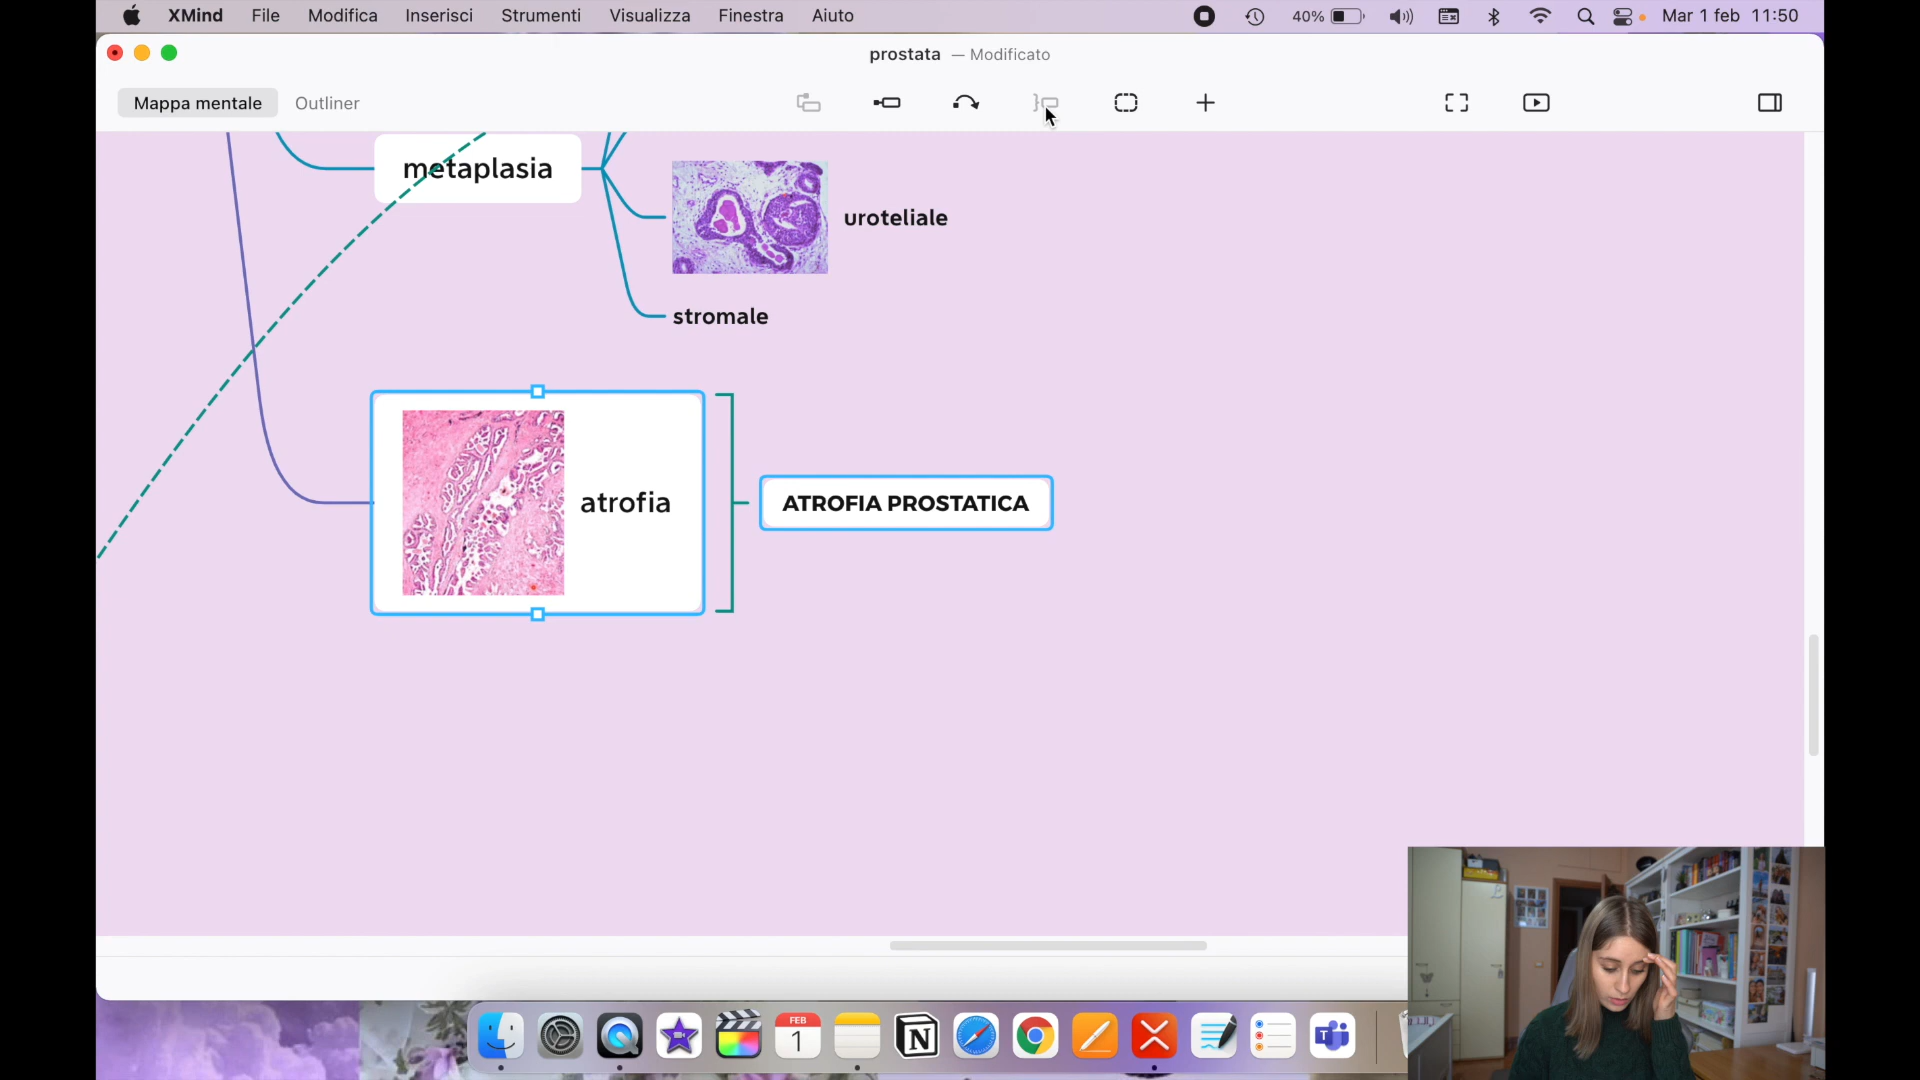 XMind File Modifica Inserisci Strumenti Visualizza Finestra Aiuto 40% Mar 1 feb 11:50
prostata — Modificato
Mappa mentale Outliner
metaplasia
uroteliale
stromale
atrofia
ATROFIA PROSTATICA
FEB
1